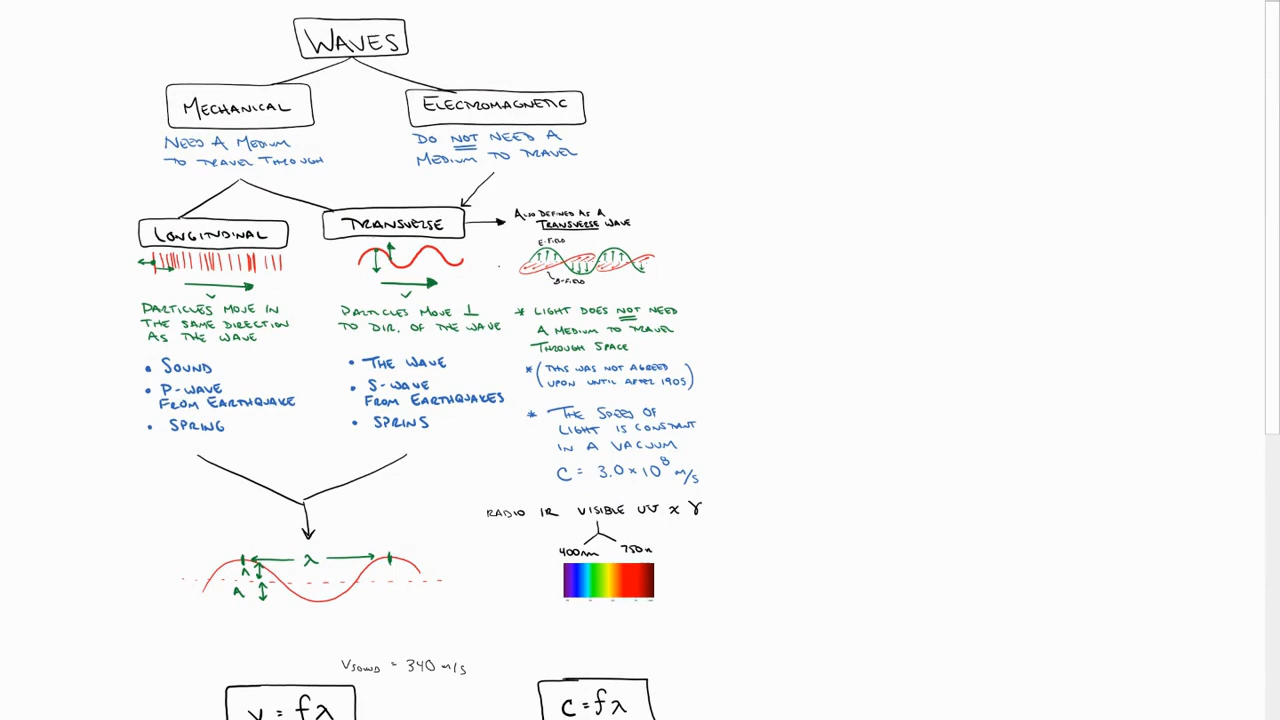 WAVES
MECHANICAL
ELECTROMAGNETIC
NEED A MEDIUM
TO TRAVEL THROUGH
DO NOT NEED A
MEDIUM TO TRAVEL
LONGITUDINAL
TRANSVERSE
ALSO DEFINED AS A
TRANSVERSE WAVE
E-FIELD
B-FIELD
V
V
PARTICLES MOVE IN
THE SAME DIRECTION
AS THE WAVE
PARTICLES MOVE ⊥
TO DIR. OF THE WAVE
* LIGHT DOES NOT NEED
A MEDIUM TO TRAVEL
THROUGH SPACE
* (THIS WAS NOT AGREED
UPON UNTIL AFTER 1905)
• SOUND
• P-WAVE
FROM EARTHQUAKE
• SPRING
• THE WAVE
• S-WAVE
FROM EARTHQUAKES
• SPRINS
* THE SPEED OF
LIGHT IS CONSTANT
IN A VACUUM
C = 3.0 × 10⁸ m/s
RADIO IR VISIBLE UV X γ
400nm 750n
λ
A
A
VSOUND = 340 m/s
V = fλ
C = fλ